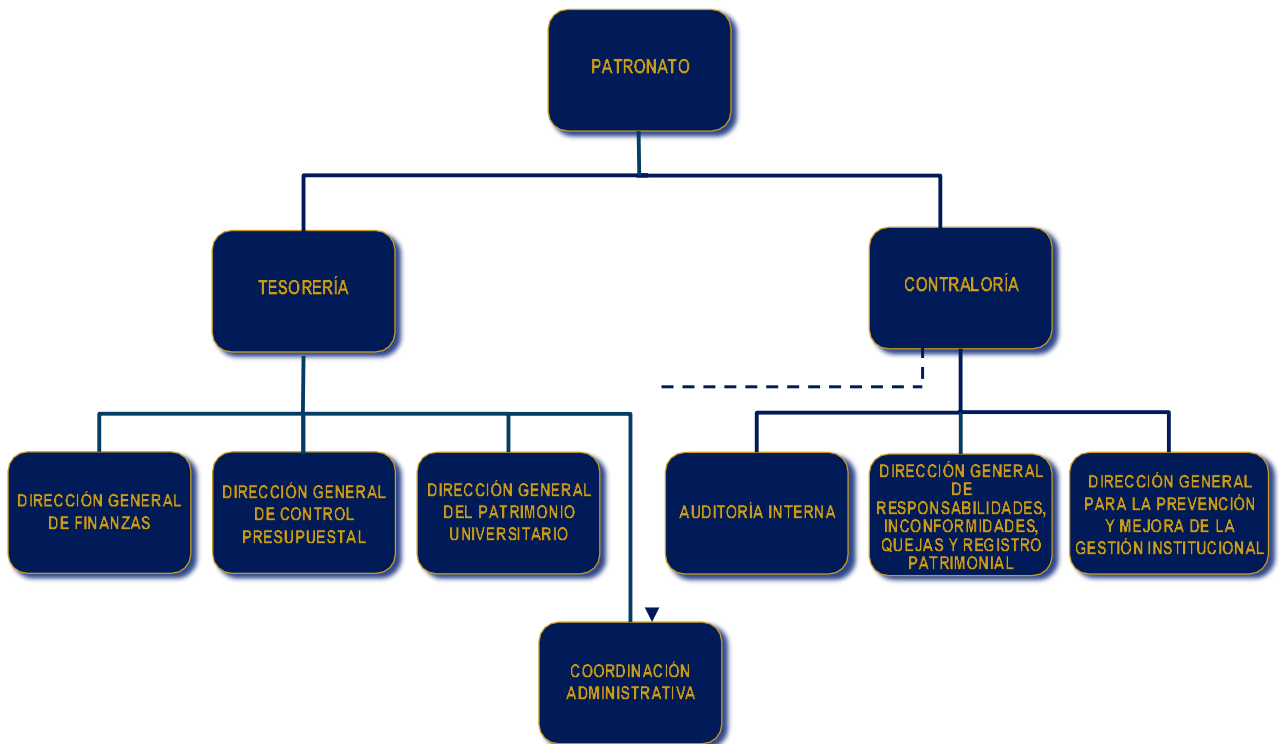 PATRONATO
TESORERÍA
CONTRALORÍA
DIRECCIÓN GENERAL
DE FINANZAS
DIRECCIÓN GENERAL
DE CONTROL
PRESUPUESTAL
DIRECCIÓN GENERAL
DEL PATRIMONIO
UNIVERSITARIO
AUDITORÍA INTERNA
DIRECCIÓN GENERAL
DE
RESPONSABILIDADES,
INCONFORMIDADES,
QUEJAS Y REGISTRO
PATRIMONIAL
DIRECCIÓN GENERAL
PARA LA PREVENCIÓN
Y MEJORA DE LA
GESTIÓN INSTITUCIONAL
COORDINACIÓN
ADMINISTRATIVA